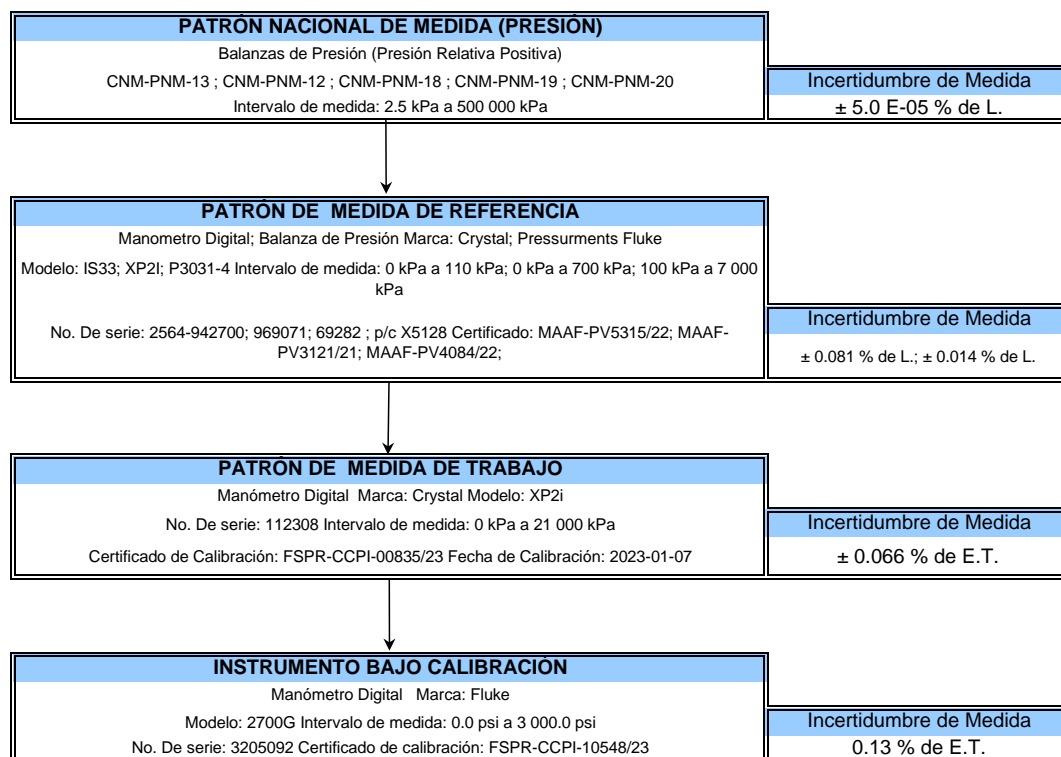 PATRÓN NACIONAL DE MEDIDA (PRESIÓN)
Balanzas de Presión (Presión Relativa Positiva)
CNM-PNM-13 ; CNM-PNM-12 ; CNM-PNM-18 ; CNM-PNM-19 ; CNM-PNM-20
Intervalo de medida: 2.5 kPa a 500 000 kPa
Incertidumbre de Medida
± 5.0 E-05 % de L.
PATRÓN DE MEDIDA DE REFERENCIA
Manometro Digital; Balanza de Presión Marca: Crystal; Pressurments Fluke
Modelo: IS33; XP2I; P3031-4 Intervalo de medida: 0 kPa a 110 kPa; 0 kPa a 700 kPa; 100 kPa a 7 000
kPa
No. De serie: 2564-942700; 969071; 69282 ; p/c X5128 Certificado: MAAF-PV5315/22; MAAF-
PV3121/21; MAAF-PV4084/22;
Incertidumbre de Medida
± 0.081 % de L.; ± 0.014 % de L.
PATRÓN DE MEDIDA DE TRABAJO
Manómetro Digital Marca: Crystal Modelo: XP2i
No. De serie: 112308 Intervalo de medida: 0 kPa a 21 000 kPa
Certificado de Calibración: FSPR-CCPI-00835/23 Fecha de Calibración: 2023-01-07
Incertidumbre de Medida
± 0.066 % de E.T.
INSTRUMENTO BAJO CALIBRACIÓN
Manómetro Digital Marca: Fluke
Modelo: 2700G Intervalo de medida: 0.0 psi a 3 000.0 psi
No. De serie: 3205092 Certificado de calibración: FSPR-CCPI-10548/23
Incertidumbre de Medida
0.13 % de E.T.